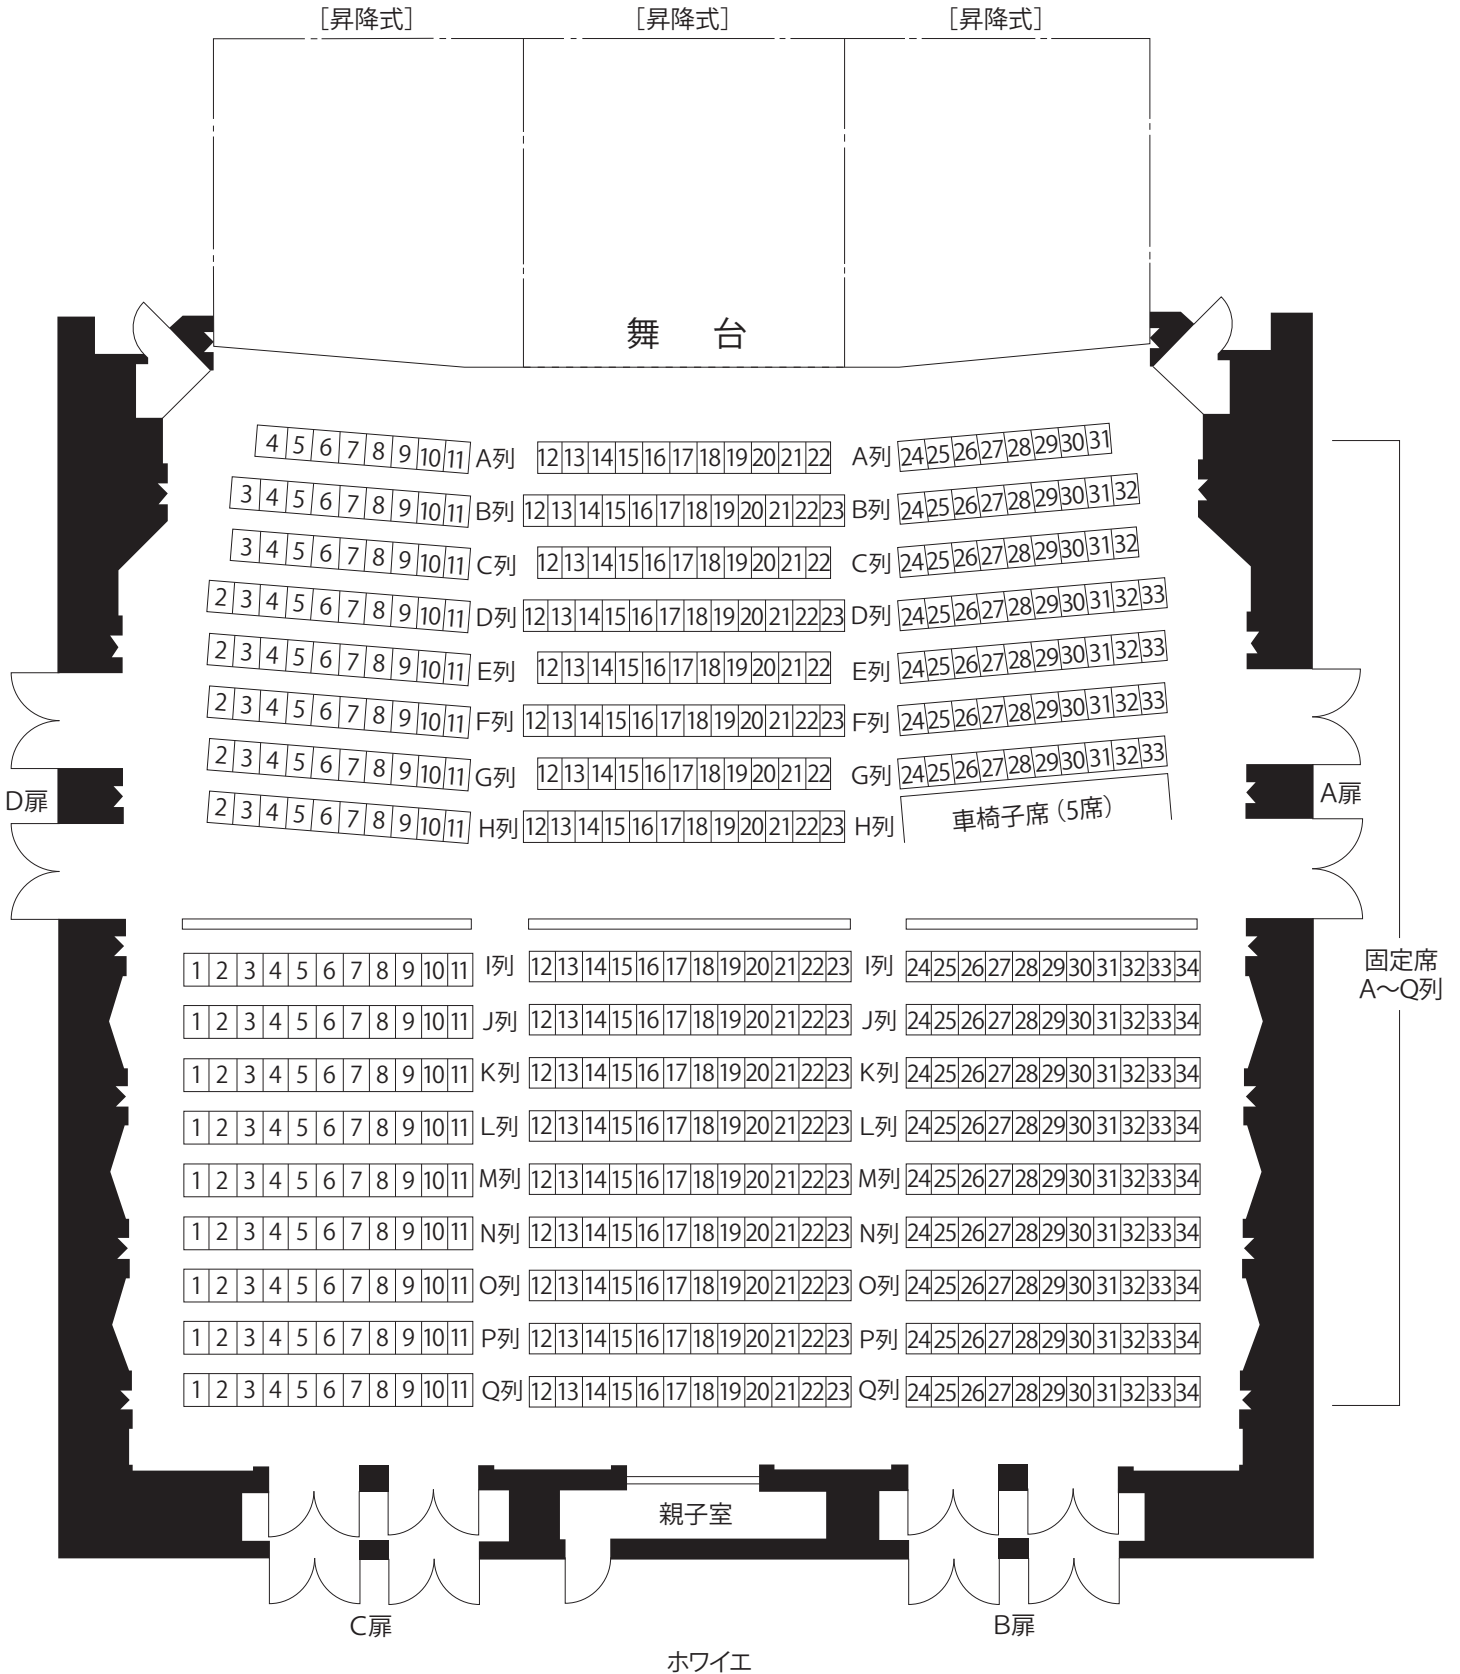 ［昇降式］ ［昇降式］ ［昇降式］
舞　台
4 5 6 7 8 9 10 11 A列 12 13 14 15 16 17 18 19 20 21 22 A列 24 25 26 27 28 29 30 31
3 4 5 6 7 8 9 10 11 B列 12 13 14 15 16 17 18 19 20 21 22 23 B列 24 25 26 27 28 29 30 31 32
3 4 5 6 7 8 9 10 11 C列 12 13 14 15 16 17 18 19 20 21 22 C列 24 25 26 27 28 29 30 31 32
2 3 4 5 6 7 8 9 10 11 D列 12 13 14 15 16 17 18 19 20 21 22 23 D列 24 25 26 27 28 29 30 31 32 33
2 3 4 5 6 7 8 9 10 11 E列 12 13 14 15 16 17 18 19 20 21 22 E列 24 25 26 27 28 29 30 31 32 33
2 3 4 5 6 7 8 9 10 11 F列 12 13 14 15 16 17 18 19 20 21 22 23 F列 24 25 26 27 28 29 30 31 32 33
2 3 4 5 6 7 8 9 10 11 G列 12 13 14 15 16 17 18 19 20 21 22 G列 24 25 26 27 28 29 30 31 32 33
D扉 A扉
2 3 4 5 6 7 8 9 10 11 H列 12 13 14 15 16 17 18 19 20 21 22 23 H列 車椅子席（5席）
1 2 3 4 5 6 7 8 9 10 11 I列 12 13 14 15 16 17 18 19 20 21 22 23 I列 24 25 26 27 28 29 30 31 32 33 34
固定席
A〜Q列
1 2 3 4 5 6 7 8 9 10 11 J列 12 13 14 15 16 17 18 19 20 21 22 23 J列 24 25 26 27 28 29 30 31 32 33 34
1 2 3 4 5 6 7 8 9 10 11 K列 12 13 14 15 16 17 18 19 20 21 22 23 K列 24 25 26 27 28 29 30 31 32 33 34
1 2 3 4 5 6 7 8 9 10 11 L列 12 13 14 15 16 17 18 19 20 21 22 23 L列 24 25 26 27 28 29 30 31 32 33 34
1 2 3 4 5 6 7 8 9 10 11 M列 12 13 14 15 16 17 18 19 20 21 22 23 M列 24 25 26 27 28 29 30 31 32 33 34
1 2 3 4 5 6 7 8 9 10 11 N列 12 13 14 15 16 17 18 19 20 21 22 23 N列 24 25 26 27 28 29 30 31 32 33 34
1 2 3 4 5 6 7 8 9 10 11 O列 12 13 14 15 16 17 18 19 20 21 22 23 O列 24 25 26 27 28 29 30 31 32 33 34
1 2 3 4 5 6 7 8 9 10 11 P列 12 13 14 15 16 17 18 19 20 21 22 23 P列 24 25 26 27 28 29 30 31 32 33 34
1 2 3 4 5 6 7 8 9 10 11 Q列 12 13 14 15 16 17 18 19 20 21 22 23 Q列 24 25 26 27 28 29 30 31 32 33 34
親子室
C扉 B扉
ホワイエ